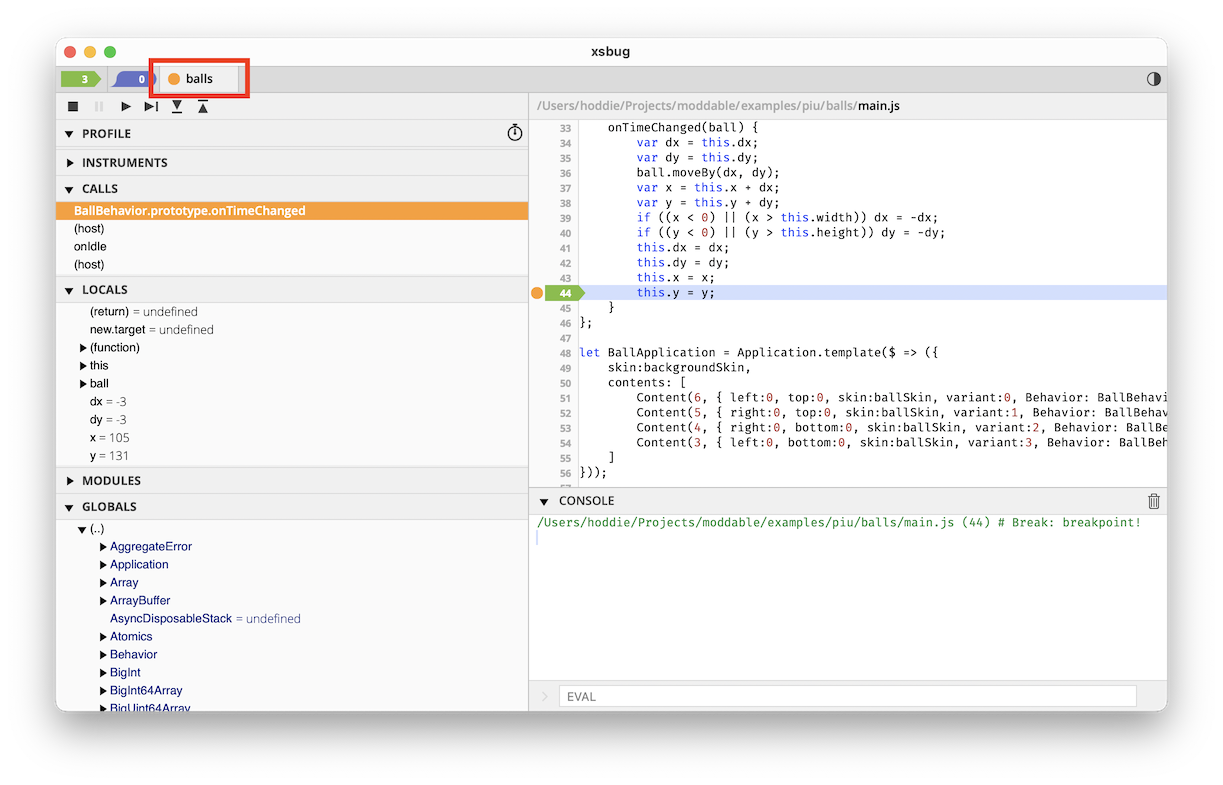 xsbug
3
0
balls
PROFILE
INSTRUMENTS
CALLS
BallBehavior.prototype.onTimeChanged
(host)
onIdle
(host)
LOCALS
(return) = undefined
new.target = undefined
(function)
this
ball
dx = -3
dy = -3
x = 105
y = 131
MODULES
GLOBALS
(..)
AggregateError
Application
Array
ArrayBuffer
AsyncDisposableStack = undefined
Atomics
Behavior
BigInt
BigInt64Array
BigUint64Array
/Users/hoddie/Projects/moddable/examples/piu/balls/main.js
33 onTimeChanged(ball) {
34 var dx = this.dx;
35 var dy = this.dy;
36 ball.moveBy(dx, dy);
37 var x = this.x + dx;
38 var y = this.y + dy;
39 if ((x < 0) || (x > this.width)) dx = -dx;
40 if ((y < 0) || (y > this.height)) dy = -dy;
41 this.dx = dx;
42 this.dy = dy;
43 this.x = x;
44 this.y = y;
45 }
46 };
47
48 let BallApplication = Application.template($ => ({
49 skin:backgroundSkin,
50 contents: [
51 Content(6, { left:0, top:0, skin:ballSkin, variant:0, Behavior: BallBehavi
52 Content(5, { right:0, top:0, skin:ballSkin, variant:1, Behavior: BallBehav
53 Content(4, { right:0, bottom:0, skin:ballSkin, variant:2, Behavior: BallBe
54 Content(3, { left:0, bottom:0, skin:ballSkin, variant:3, Behavior: BallBeh
55 ]
56 }));
CONSOLE
/Users/hoddie/Projects/moddable/examples/piu/balls/main.js (44) # Break: breakpoint!
EVAL